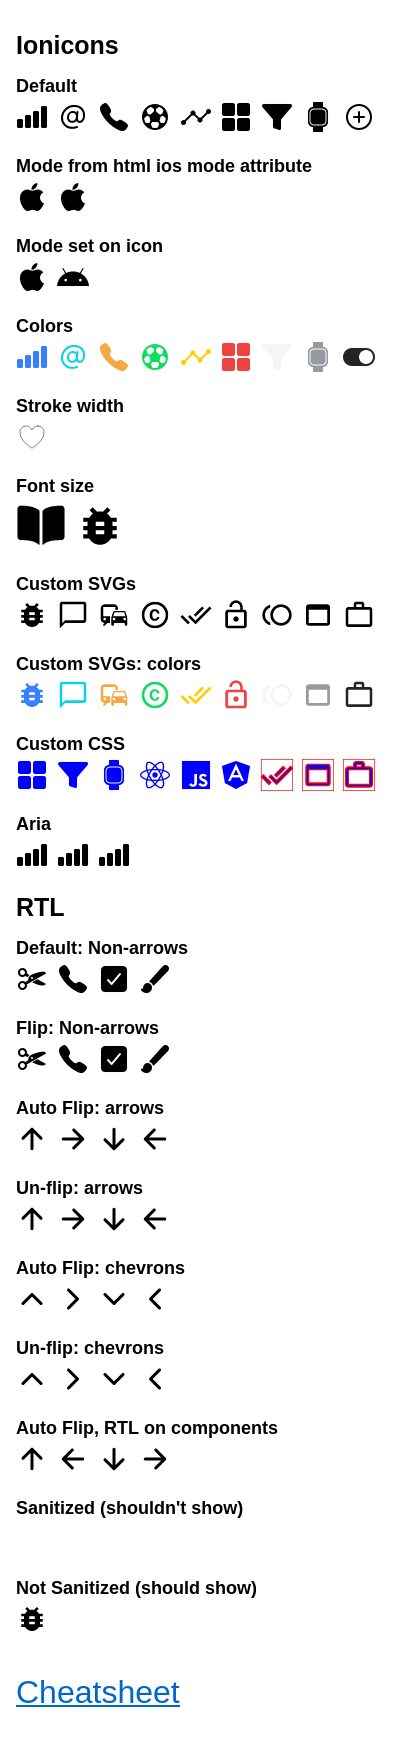 Ionicons
Default
Mode from html ios mode attribute
Mode set on icon
Colors
Stroke width
Font size
Custom SVGs
Custom SVGs: colors
Custom CSS
JS
Aria
RTL
Default: Non-arrows
Flip: Non-arrows
Auto Flip: arrows
Un-flip: arrows
Auto Flip: chevrons
Un-flip: chevrons
Auto Flip, RTL on components
Sanitized (shouldn't show)
Not Sanitized (should show)
Cheatsheet